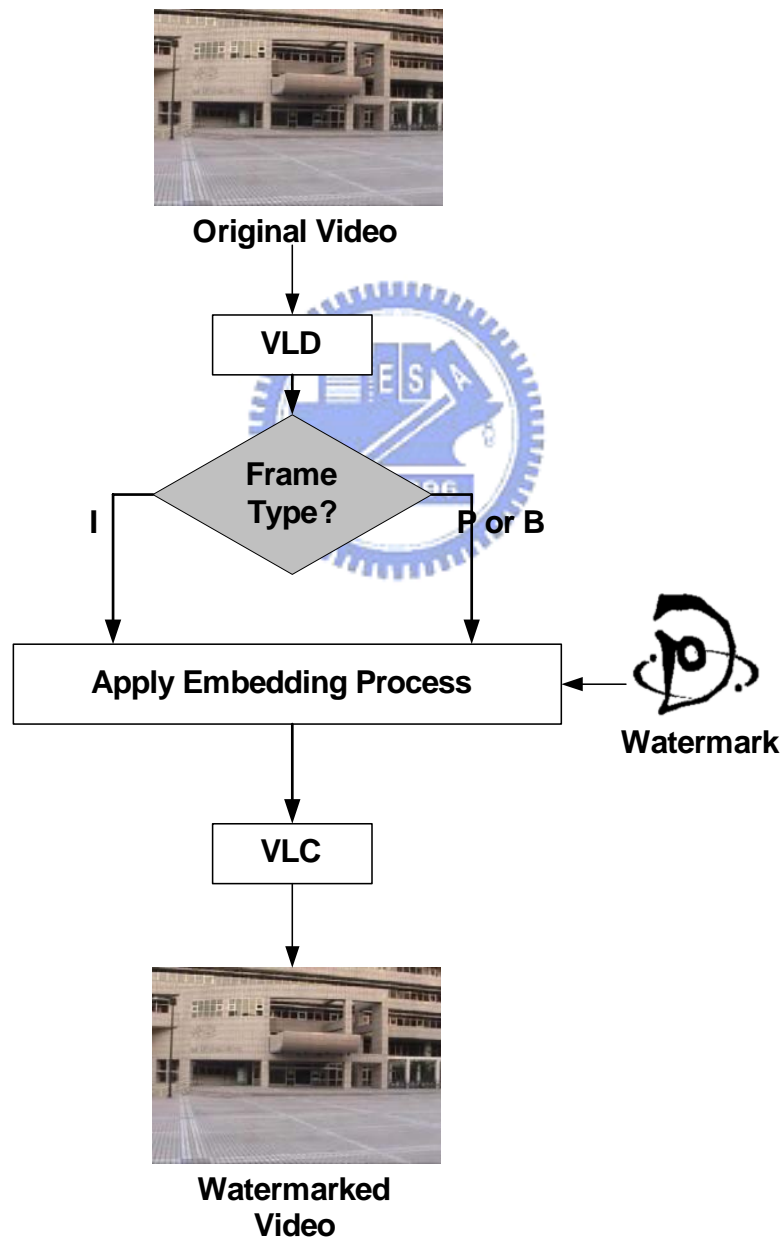 Original Video
VLD
E S A
Frame
Type?
I
P or B
Apply Embedding Process
Watermark
VLC
Watermarked
Video